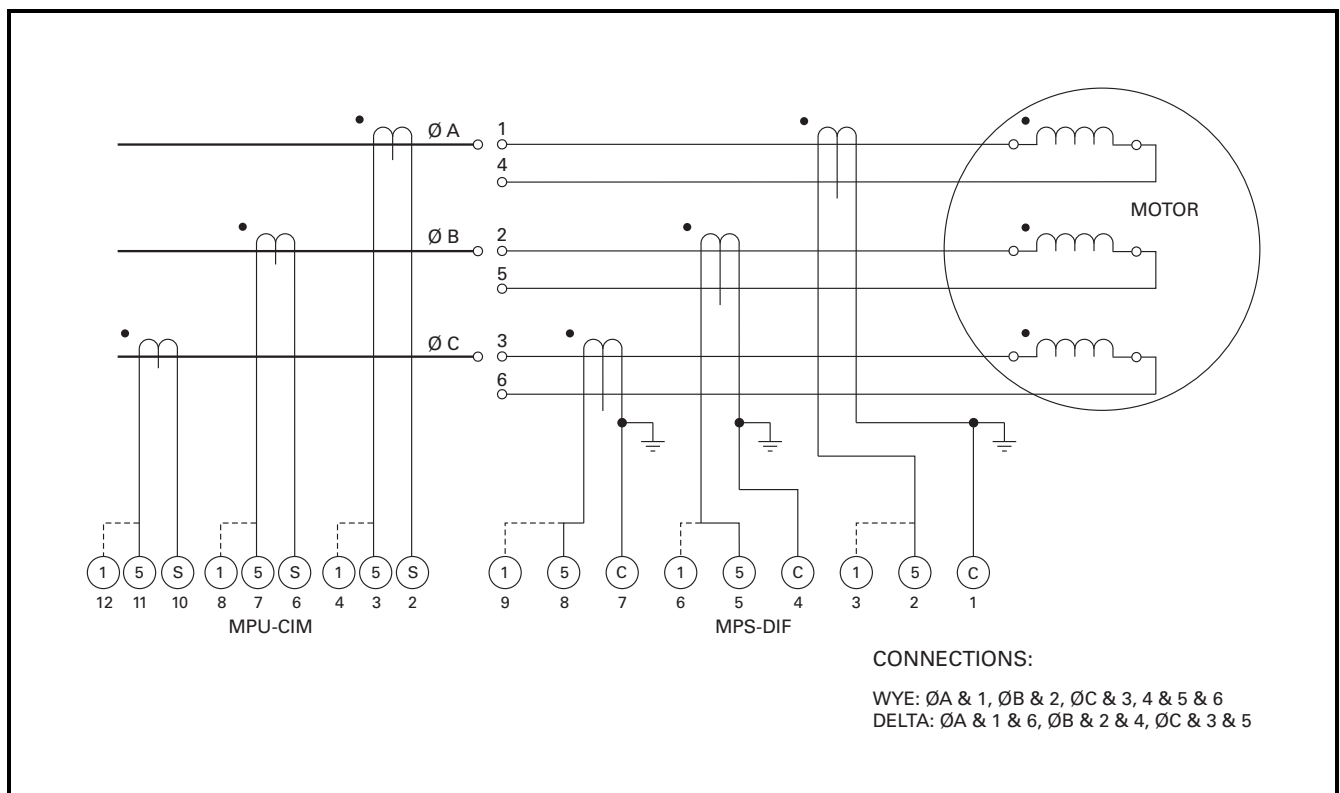 Ø A
1
4
MOTOR
Ø B
2
5
Ø C
3
6
1 5 S 1 5 S 1 5 S 1 5 C 1 5 C 1 5 C
12 11 10 8 7 6 4 3 2 9 8 7 6 5 4 3 2 1
MPU-CIM MPS-DIF
CONNECTIONS:
WYE: ØA & 1, ØB & 2, ØC & 3, 4 & 5 & 6
DELTA: ØA & 1 & 6, ØB & 2 & 4, ØC & 3 & 5